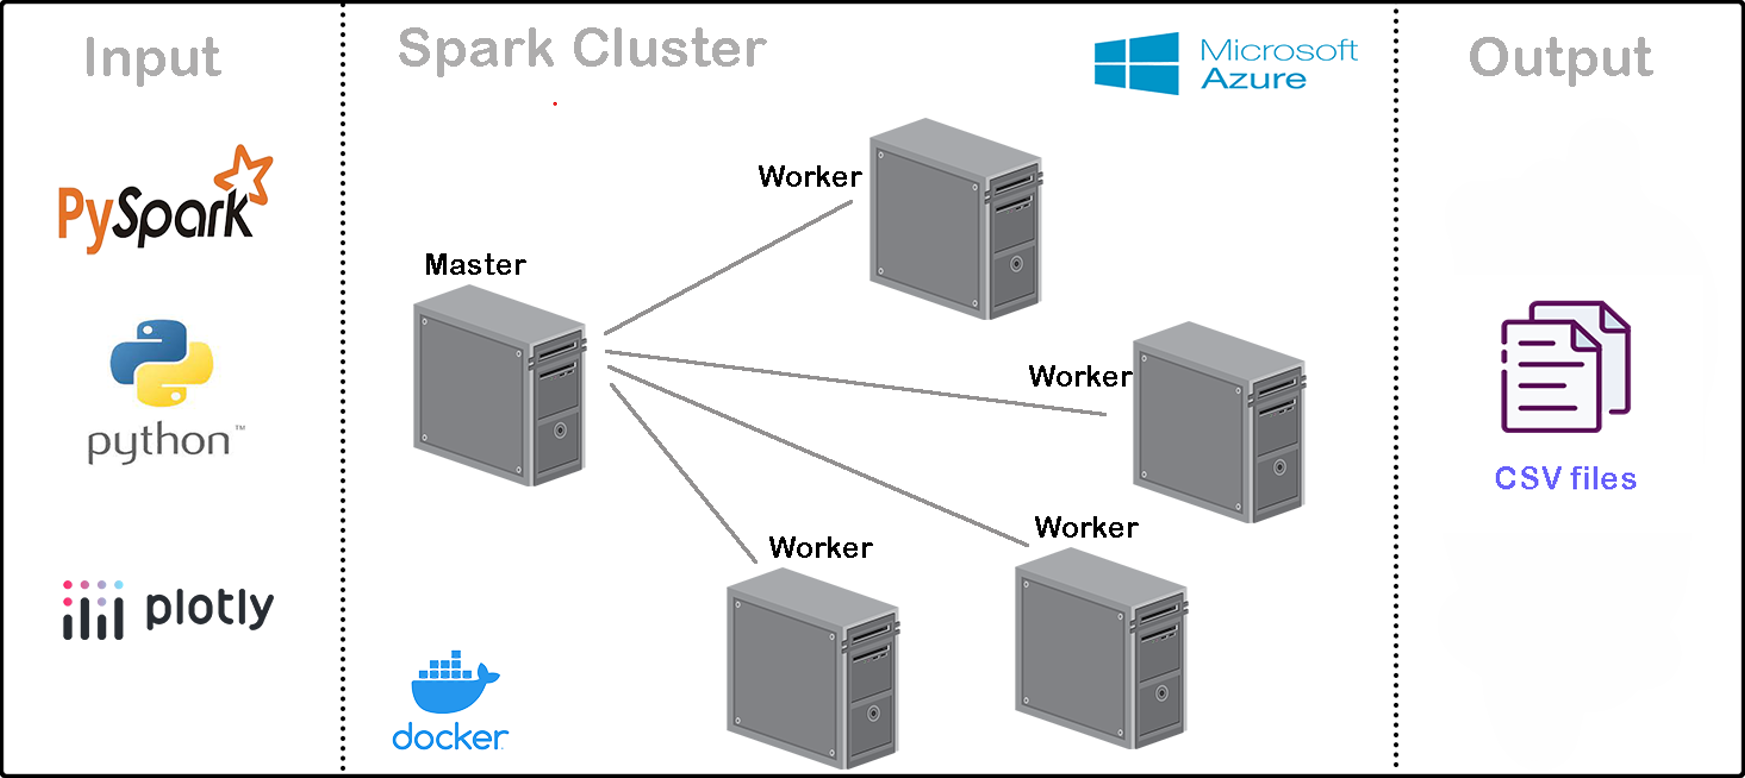 Input
PySpark
python™
plotly
Spark Cluster
Microsoft
Azure
Master
Worker
Worker
Worker
Worker
docker
Output
CSV files